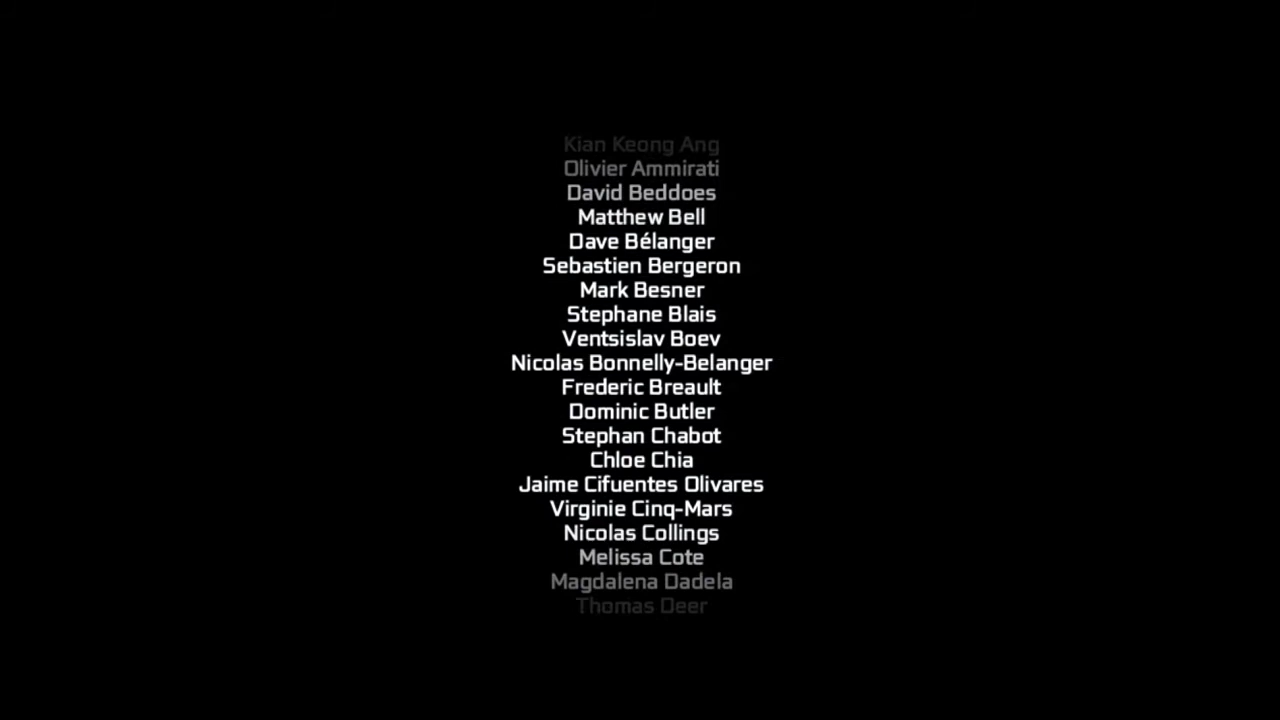 Kian Keong Ang
Olivier Ammirati
David Beddoes
Matthew Bell
Dave Bélanger
Sebastien Bergeron
Mark Besner
Stephane Blais
Ventsislav Boev
Nicolas Bonnelly-Belanger
Frederic Breault
Dominic Butler
Stephan Chabot
Chloe Chia
Jaime Cifuentes Olivares
Virginie Cinq-Mars
Nicolas Collings
Melissa Cote
Magdalena Dadela
Thomas Deer